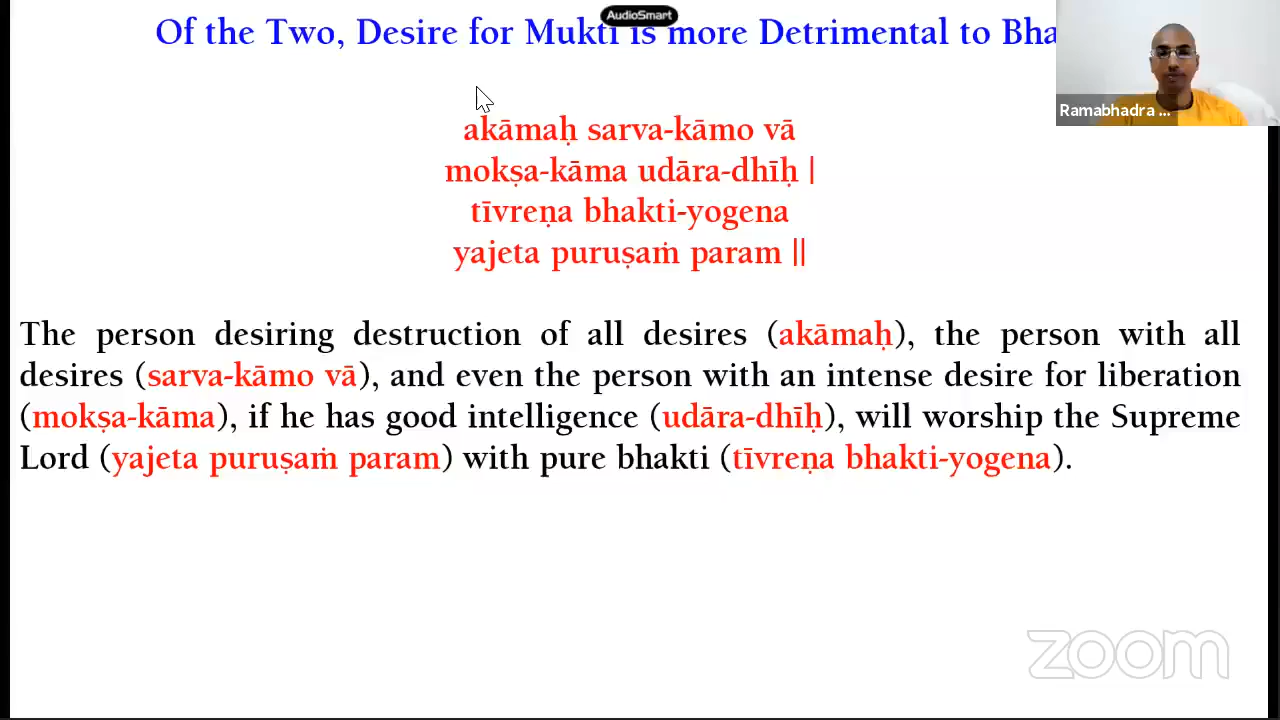 AudioSmart
Of the Two, Desire for Mukti is more Detrimental to
Ramabhadra ...
akāmaḥ sarva-kāmo vā
mokṣa-kāma udāra-dhīḥ |
tīvreṇa bhakti-yogena
yajeta puruṣaṁ param ||
The person desiring destruction of all desires (akāmaḥ), the person with all
desires (sarva-kāmo vā), and even the person with an intense desire for liberation
(mokṣa-kāma), if he has good intelligence (udāra-dhīḥ), will worship the Supreme
Lord (yajeta puruṣaṁ param) with pure bhakti (tīvreṇa bhakti-yogena).
zoom